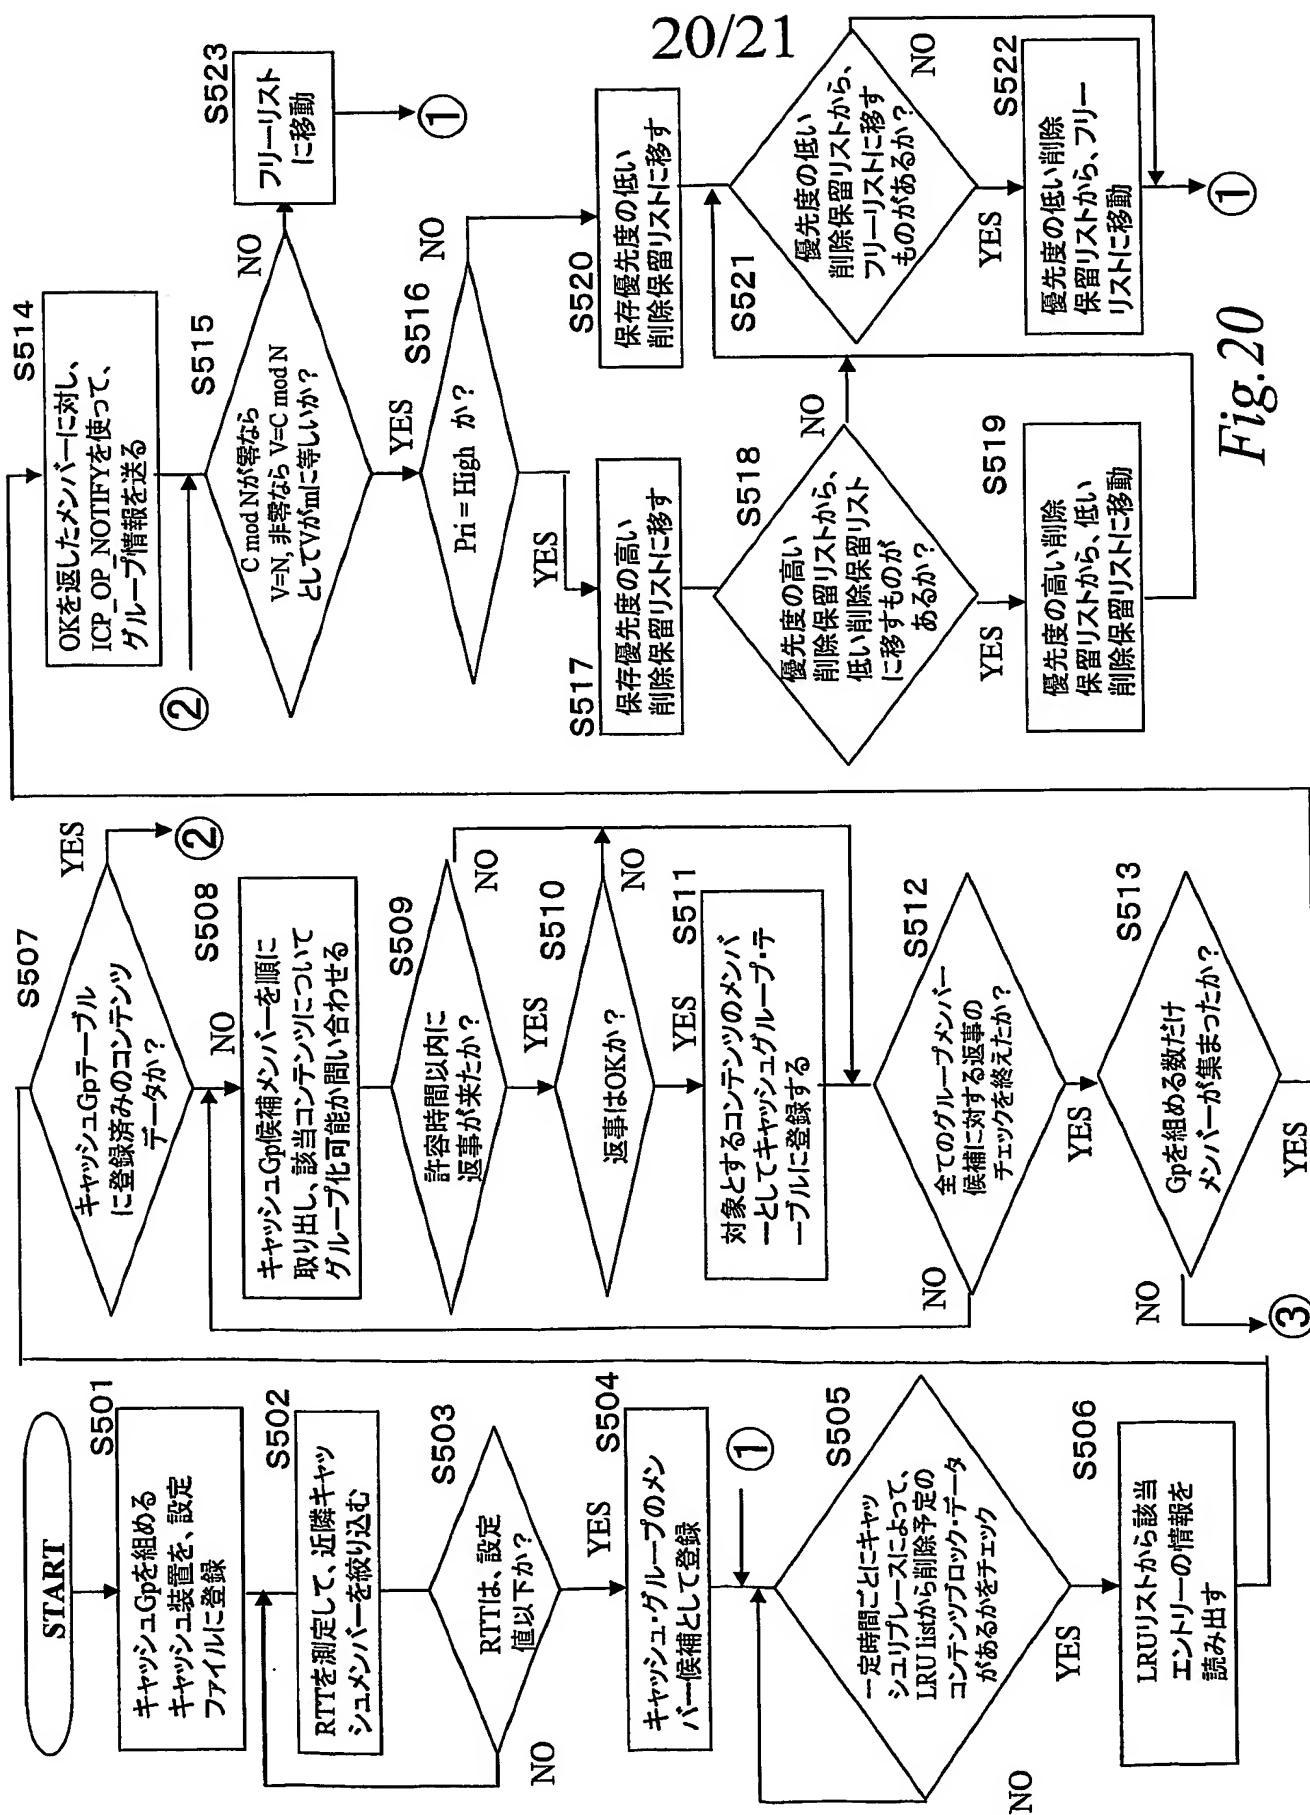 20/21
START
S501
キャッシュGpを組める
キャッシュ装置を、設定
ファイルに登録
S502
RTTを測定して、近隣キャッ
シュメンバーを絞り込む
S503
RTTは、設定
値以下か?
NO
YES
S504
キャッシュ・グループのメン
バー候補として登録
①
S505
一定時間ごとにキャッ
シュリプレースによって、
LRU listから削除予定の
コンテンツブロック・データ
があるかをチェック
NO
YES
S506
LRUリストから該当
エントリーの情報を
読み出す
S507
キャッシュGpテーブル
に登録済みのコンテンツ
データか?
YES
②
NO
S508
キャッシュGp候補メンバーを順に
取り出し、該当コンテンツについて
グループ化可能か問い合わせる
S509
許容時間以内に
返事が来たか?
NO
YES
S510
返事はOKか?
NO
YES
S511
対象とするコンテンツのメンバ
ーとしてキャッシュグループ・テ
ーブルに登録する
S512
全てのグループメンバー
候補に対する返事の
チェックを終えたか?
NO
YES
S513
Gpを組める数だけ
メンバーが集まったか?
NO
③
YES
S514
OKを返したメンバーに対し、
ICP_OP_NOTIFYを使って、
グループ情報を送る
②
S515
C mod Nが零なら
V=N, 非零なら V=C mod N
としてVがmに等しいか?
NO
S523
フリーリスト
に移動
①
YES
S516
Pri = High か?
NO
YES
S517
保存優先度の高い
削除保留リストに移す
S518
優先度の高い
削除保留リストから、
低い削除保留リスト
に移すものが
あるか?
NO
YES
S519
優先度の高い削除
保留リストから、低い
削除保留リストに移動
S520
保存優先度の低い
削除保留リストに移す
S521
優先度の低い
削除保留リストから、
フリーリストに移す
ものがあるか?
NO
YES
S522
優先度の低い削除
保留リストから、フリー
リストに移動
①
Fig.20